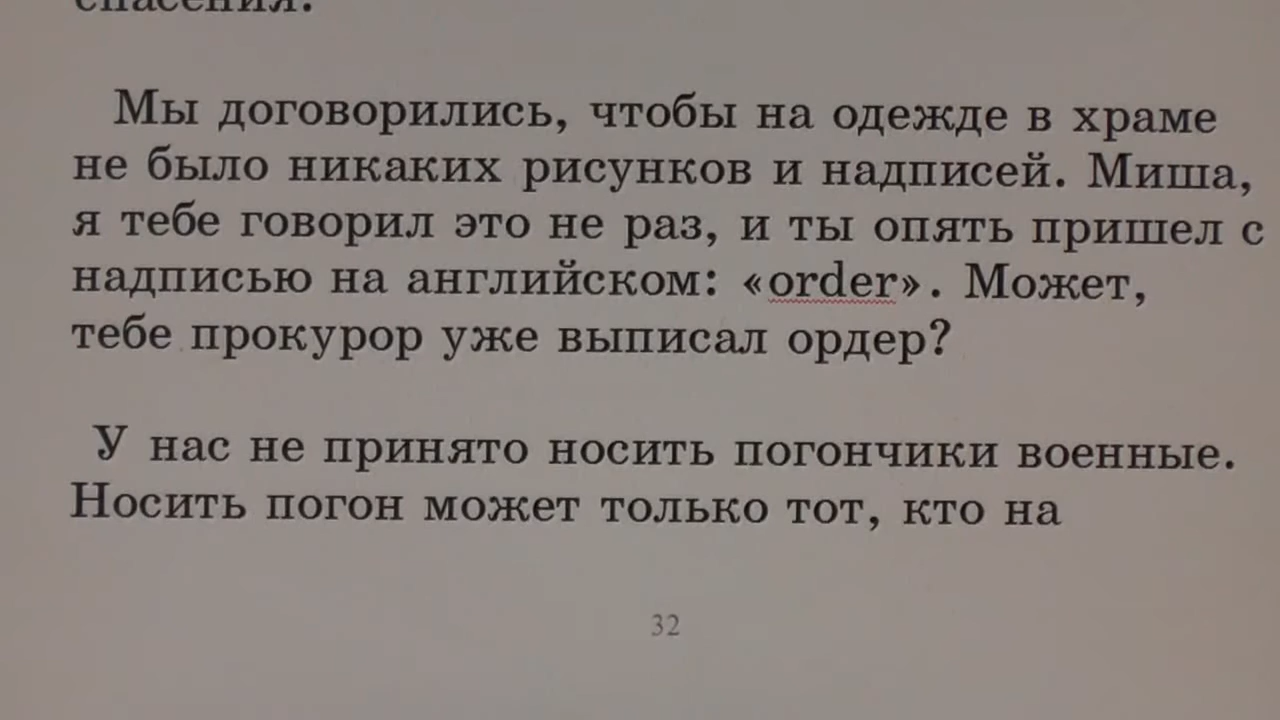 спасения.
Мы договорились, чтобы на одежде в храме
не было никаких рисунков и надписей. Миша,
я тебе говорил это не раз, и ты опять пришел с
надписью на английском: «order». Может,
тебе прокурор уже выписал ордер?
У нас не принято носить погончики военные.
Носить погон может только тот, кто на
32